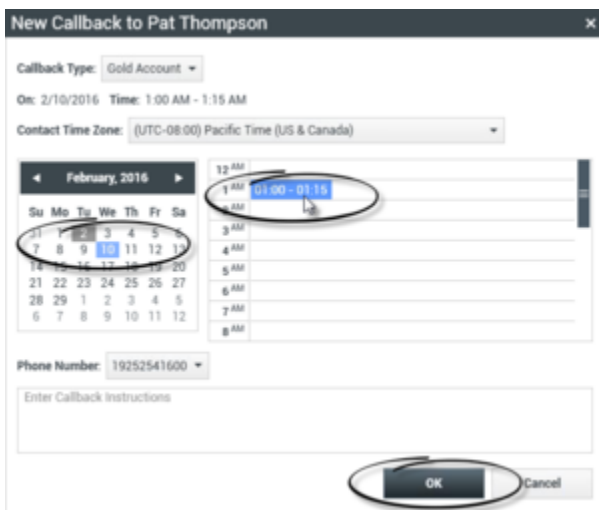 New Callback to Pat Thompson ×
Callback Type: Gold Account
On: 2/10/2016 Time: 1:00 AM - 1:15 AM
Contact Time Zone: (UTC-08:00) Pacific Time (US & Canada)
February, 2016
Su Mo Tu We Th Fr Sa
31 1 2 3 4 5 6
7 8 9 10 11 12 13
14 15 16 17 18 19 20
21 22 23 24 25 26 27
28 29 1 2 3 4 5
6 7 8 9 10 11 12
12 AM
1 AM 01:00 - 01:15
2 AM
3 AM
4 AM
5 AM
6 AM
7 AM
8 AM
Phone Number: 19252541600
Enter Callback Instructions
OK Cancel